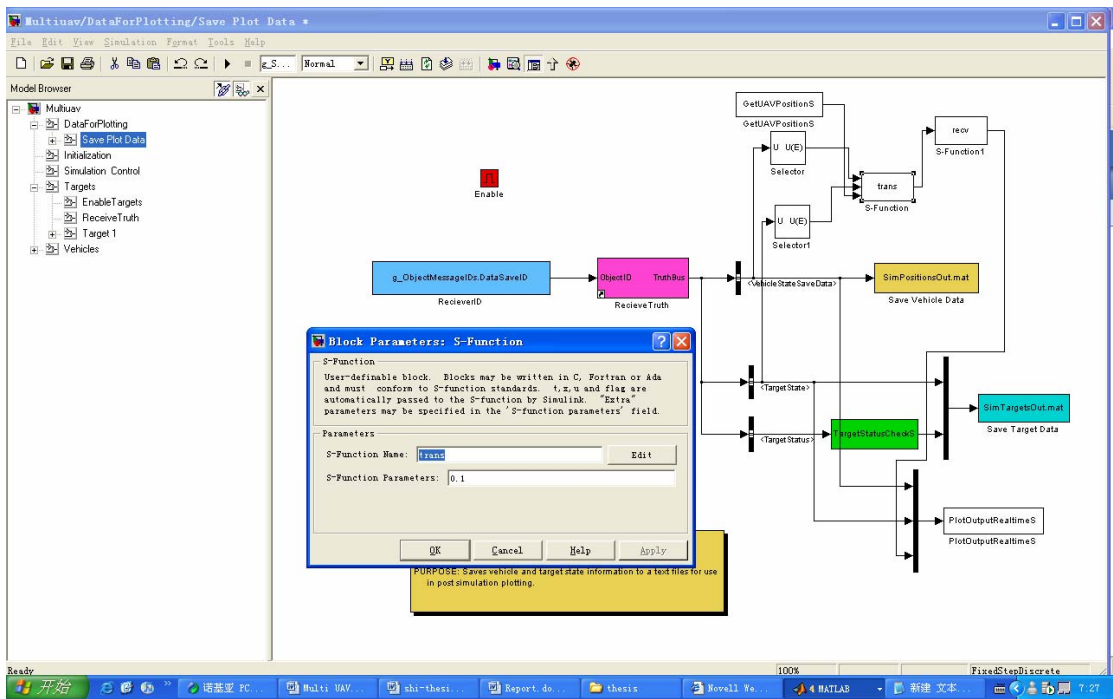 Multiuav/DataForPlotting/Save Plot Data *
File Edit View Simulation Format Tools Help
g_S... Normal
Model Browser
Multiuav
DataForPlotting
Save Plot Data
Initialization
Simulation Control
Targets
EnableTargets
ReceiveTruth
Target 1
Vehicles
GetUAVPositionS
GetUAVPositionS
recv
S-Function1
U U(E)
Selector
trans
S-Function
Enable
U U(E)
Selector1
g_ObjectMessageIDs.DataSaveID
RecieverID
ObjectID TruthBus
RecieveTruth
<VehicleStateSaveData>
SimPositionsOut.mat
Save Vehicle Data
<TargetState>
SimTargetsOut.mat
Save Target Data
<TargetStatus>
TargetStatusCheckS
PlotOutputRealtimeS
PlotOutputRealtimeS
Block Parameters: S-Function
S-Function
User-definable block. Blocks may be written in C, Fortran or Ada
and must conform to S-function standards. t,x,u and flag are
automatically passed to the S-function by Simulink. "Extra"
parameters may be specified in the 'S-function parameters' field.
Parameters
S-Function Name: trans Edit
S-Function Parameters: 0.1
OK Cancel Help Apply
PURPOSE: Saves vehicle and target state information to a text files for use
in post simulation plotting.
Ready 100% FixedStepDiscrete
开始 诺基亚 PC... Multi UAV... shi-thesi... Report.do... thesis Novell We... 4 MATLAB 新建 文本... 7:27